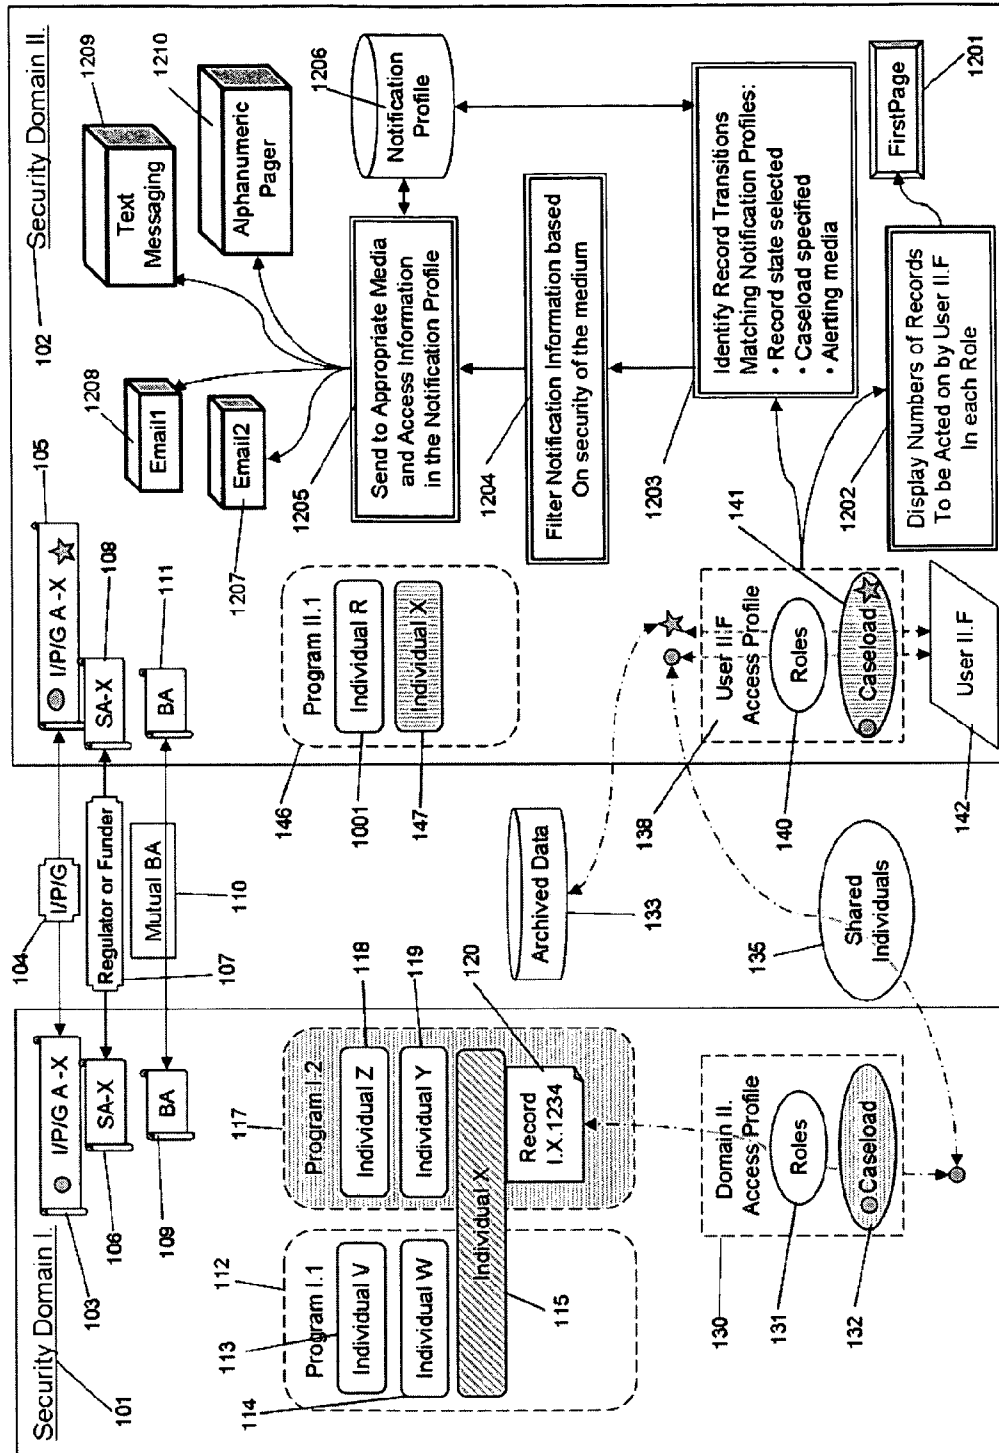 Security Domain I.
101
103
I/P/G A-X
106
SA-X
109
BA
104
I/P/G
107
Regulator or Funder
110
Mutual BA
102
Security Domain II.
105
I/P/G A-X
108
SA-X
111
BA
112
Program I.1
113
Individual V
114
Individual W
115
Individual X
117
Program I.2
118
Individual Z
119
Individual Y
120
Record
I.X.1234
130
Domain II.
Access Profile
131
Roles
132
Caseload
133
Archived Data
135
Shared
Individuals
146
Program II.1
1001
Individual R
147
Individual X
138
User II.F
Access Profile
140
Roles
141
Caseload
142
User II.F
1207
Email2
1208
Email1
1209
Text
Messaging
1210
Alphanumeric
Pager
1205
Send to Appropriate Media
and Access Information
in the Notification Profile
1206
Notification
Profile
1204
Filter Notification Information based
On security of the medium
1203
Identify Record Transitions
Matching Notification Profiles:
• Record state selected
• Caseload specified
• Alerting media
1202
Display Numbers of Records
To be Acted on by User II.F
In each Role
1201
FirstPage